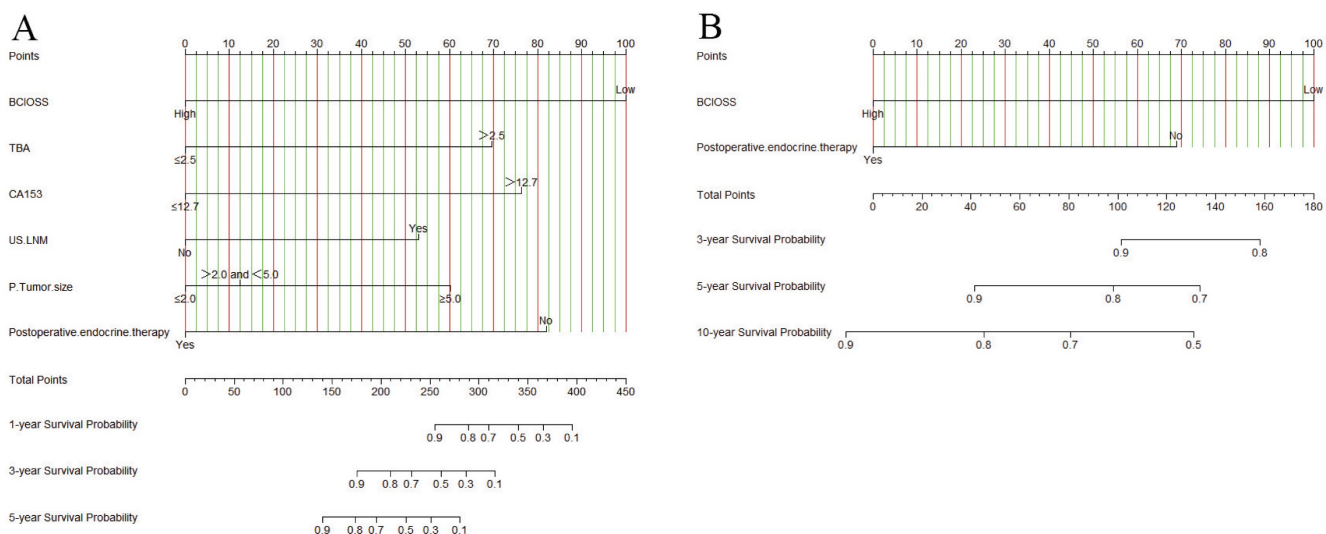 A
Points 0 10 20 30 40 50 60 70 80 90 100
BCIOSS High Low
TBA ≤2.5 >2.5
CA153 ≤12.7 >12.7
US.LNM No Yes
P.Tumor.size ≤2.0 >2.0 and <5.0 ≥5.0
Postoperative.endocrine.therapy Yes No
Total Points 0 50 100 150 200 250 300 350 400 450
1-year Survival Probability 0.9 0.8 0.7 0.5 0.3 0.1
3-year Survival Probability 0.9 0.8 0.7 0.5 0.3 0.1
5-year Survival Probability 0.9 0.8 0.7 0.5 0.3 0.1
B
Points 0 10 20 30 40 50 60 70 80 90 100
BCIOSS High Low
Postoperative.endocrine.therapy Yes No
Total Points 0 20 40 60 80 100 120 140 160 180
3-year Survival Probability 0.9 0.8
5-year Survival Probability 0.9 0.8 0.7
10-year Survival Probability 0.9 0.8 0.7 0.5